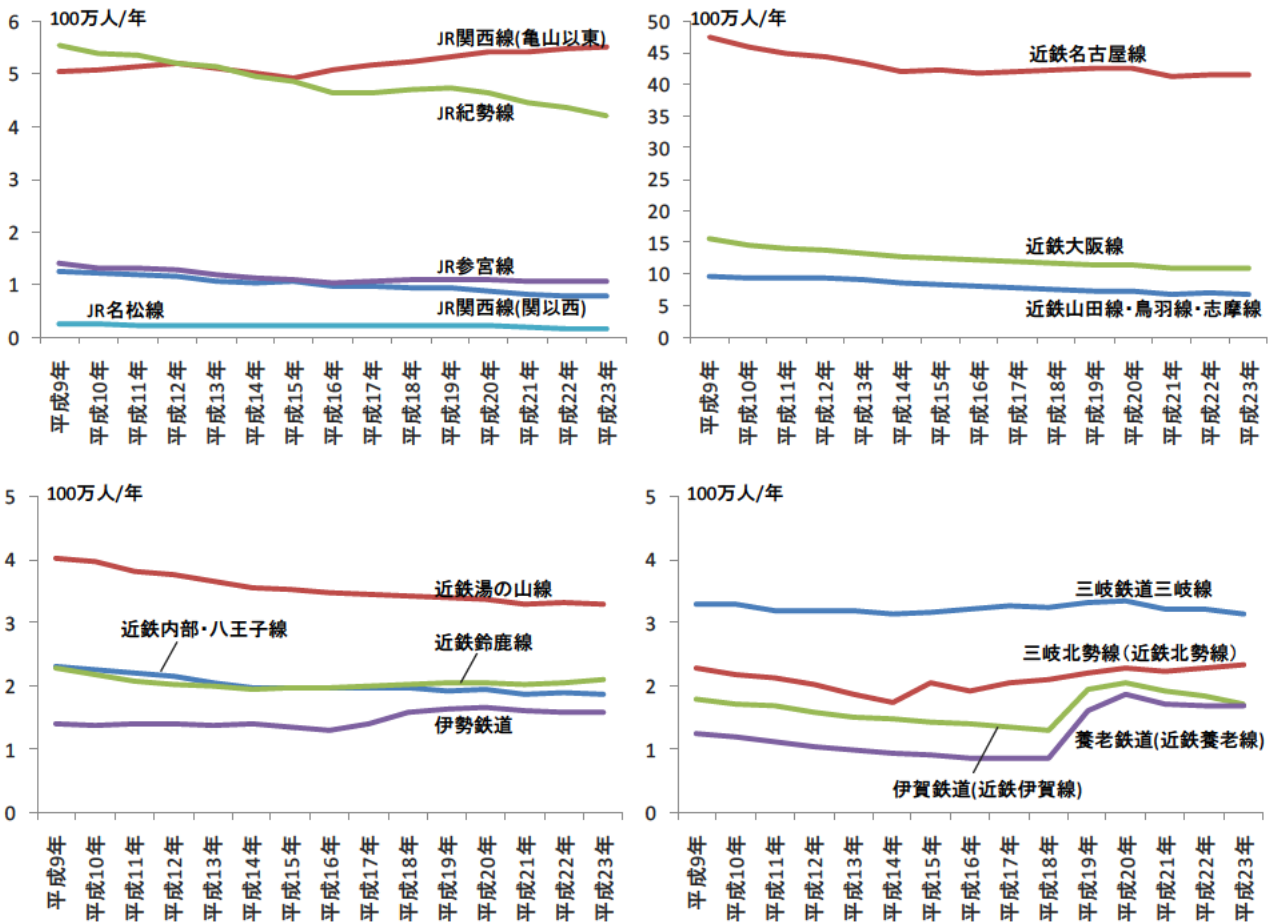 100万人/年
6
5
4
3
2
1
0
JR関西線(亀山以東)
JR紀勢線
JR参宮線
JR関西線(関以西)
JR名松線
平成9年
平成10年
平成11年
平成12年
平成13年
平成14年
平成15年
平成16年
平成17年
平成18年
平成19年
平成20年
平成21年
平成22年
平成23年
100万人/年
50
45
40
35
30
25
20
15
10
5
0
近鉄名古屋線
近鉄大阪線
近鉄山田線・鳥羽線・志摩線
平成9年
平成10年
平成11年
平成12年
平成13年
平成14年
平成15年
平成16年
平成17年
平成18年
平成19年
平成20年
平成21年
平成22年
平成23年
100万人/年
5
4
3
2
1
0
近鉄湯の山線
近鉄内部・八王子線
近鉄鈴鹿線
伊勢鉄道
平成9年
平成10年
平成11年
平成12年
平成13年
平成14年
平成15年
平成16年
平成17年
平成18年
平成19年
平成20年
平成21年
平成22年
平成23年
100万人/年
5
4
3
2
1
0
三岐鉄道三岐線
三岐北勢線(近鉄北勢線)
養老鉄道(近鉄養老線)
伊賀鉄道(近鉄伊賀線)
平成9年
平成10年
平成11年
平成12年
平成13年
平成14年
平成15年
平成16年
平成17年
平成18年
平成19年
平成20年
平成21年
平成22年
平成23年